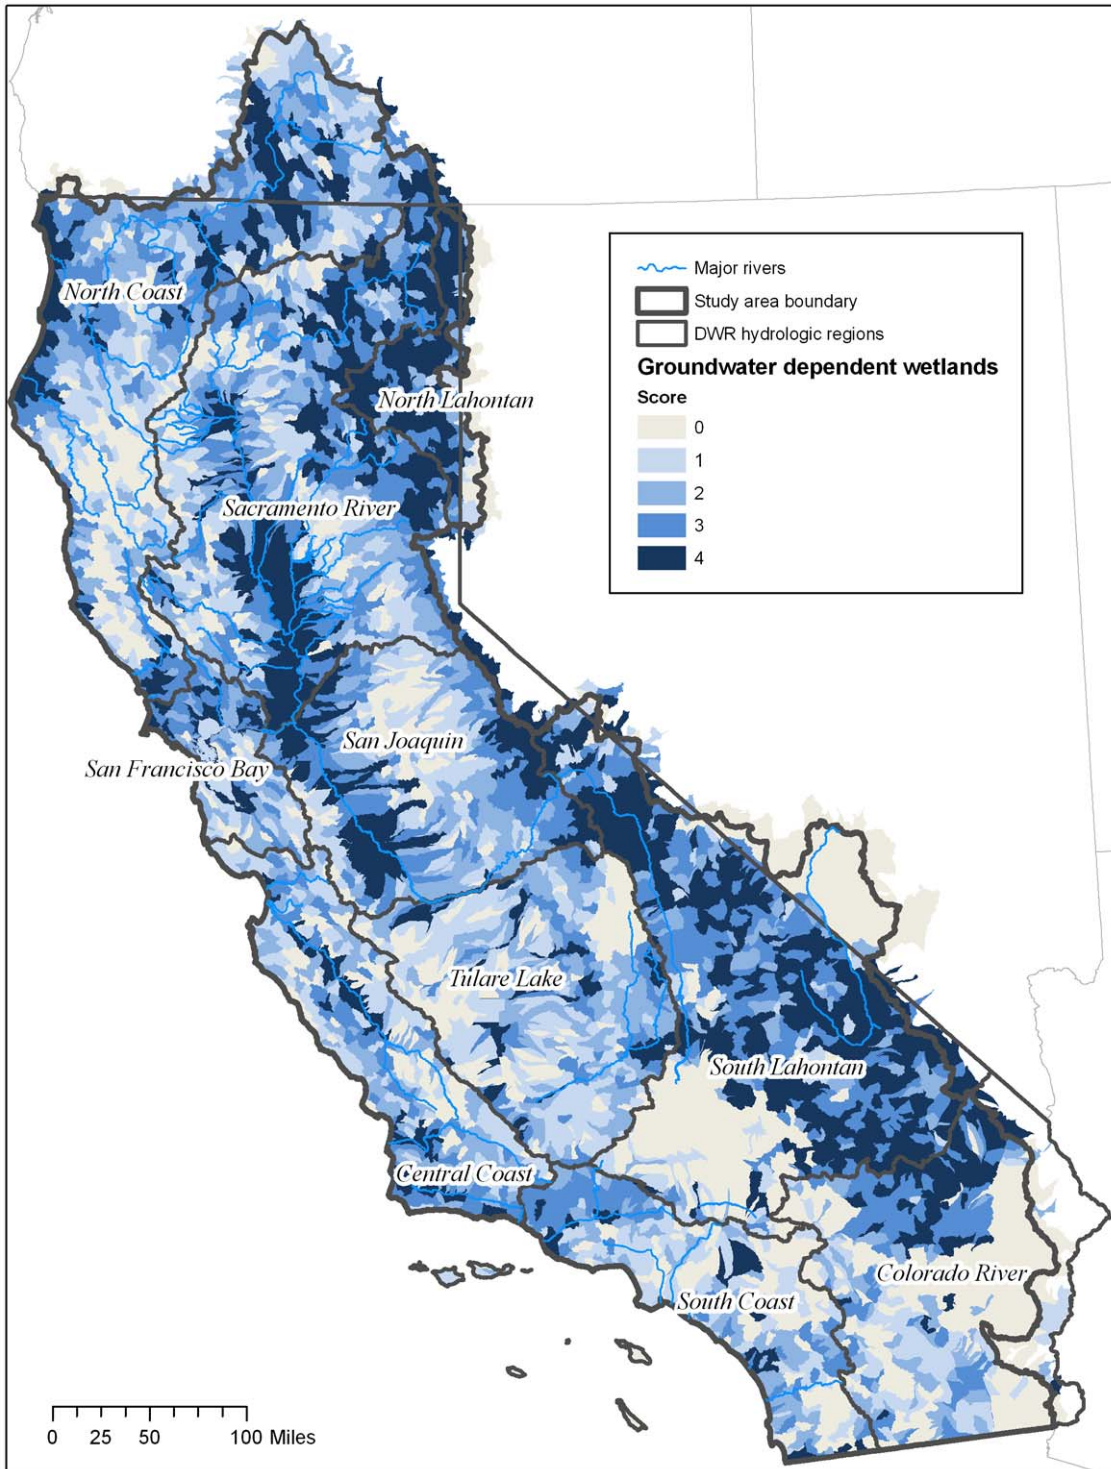 Major rivers
Study area boundary
DWR hydrologic regions
Groundwater dependent wetlands
Score
0
1
2
3
4
North Coast
North Lahontan
Sacramento River
San Joaquin
San Francisco Bay
Tulare Lake
South Lahontan
Central Coast
Colorado River
South Coast
0 25 50 100 Miles